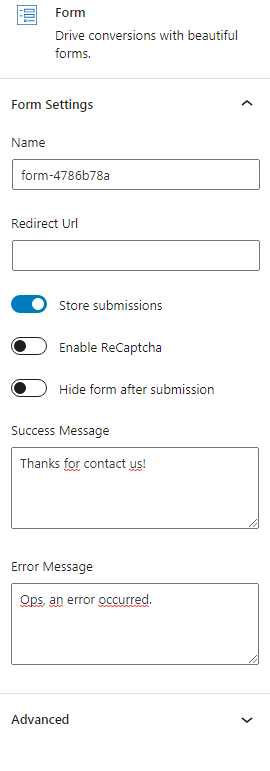 Form
Drive conversions with beautiful
forms.
Form Settings
Name
form-4786b78a
Redirect Url
Store submissions
Enable ReCaptcha
Hide form after submission
Success Message
Thanks for contact us!
Error Message
Ops, an error occurred.
Advanced